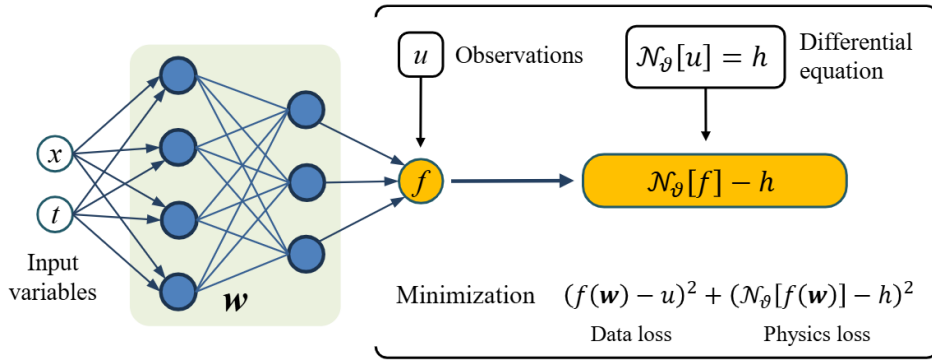 u Observations
𝒩_ϑ[u] = h Differential
equation
x
t
f
𝒩_ϑ[f] − h
Input
variables
w
Minimization (f(w) − u)² + (𝒩_ϑ[f(w)] − h)²
Data loss Physics loss